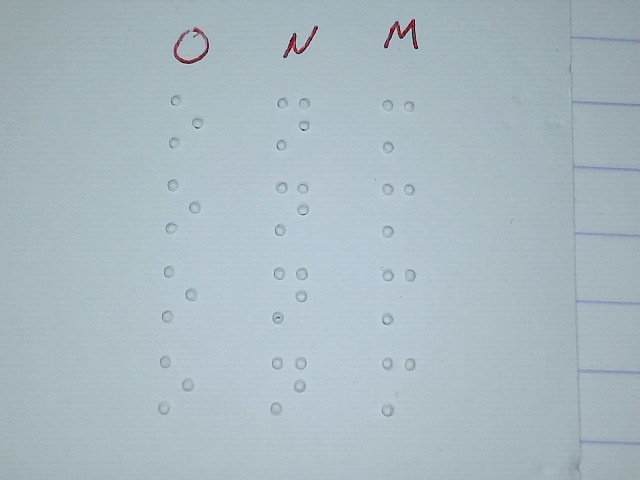 O N M
⠕ ⠝ ⠍
⠕ ⠝ ⠍
⠕ ⠝ ⠍
⠕ ⠝ ⠍